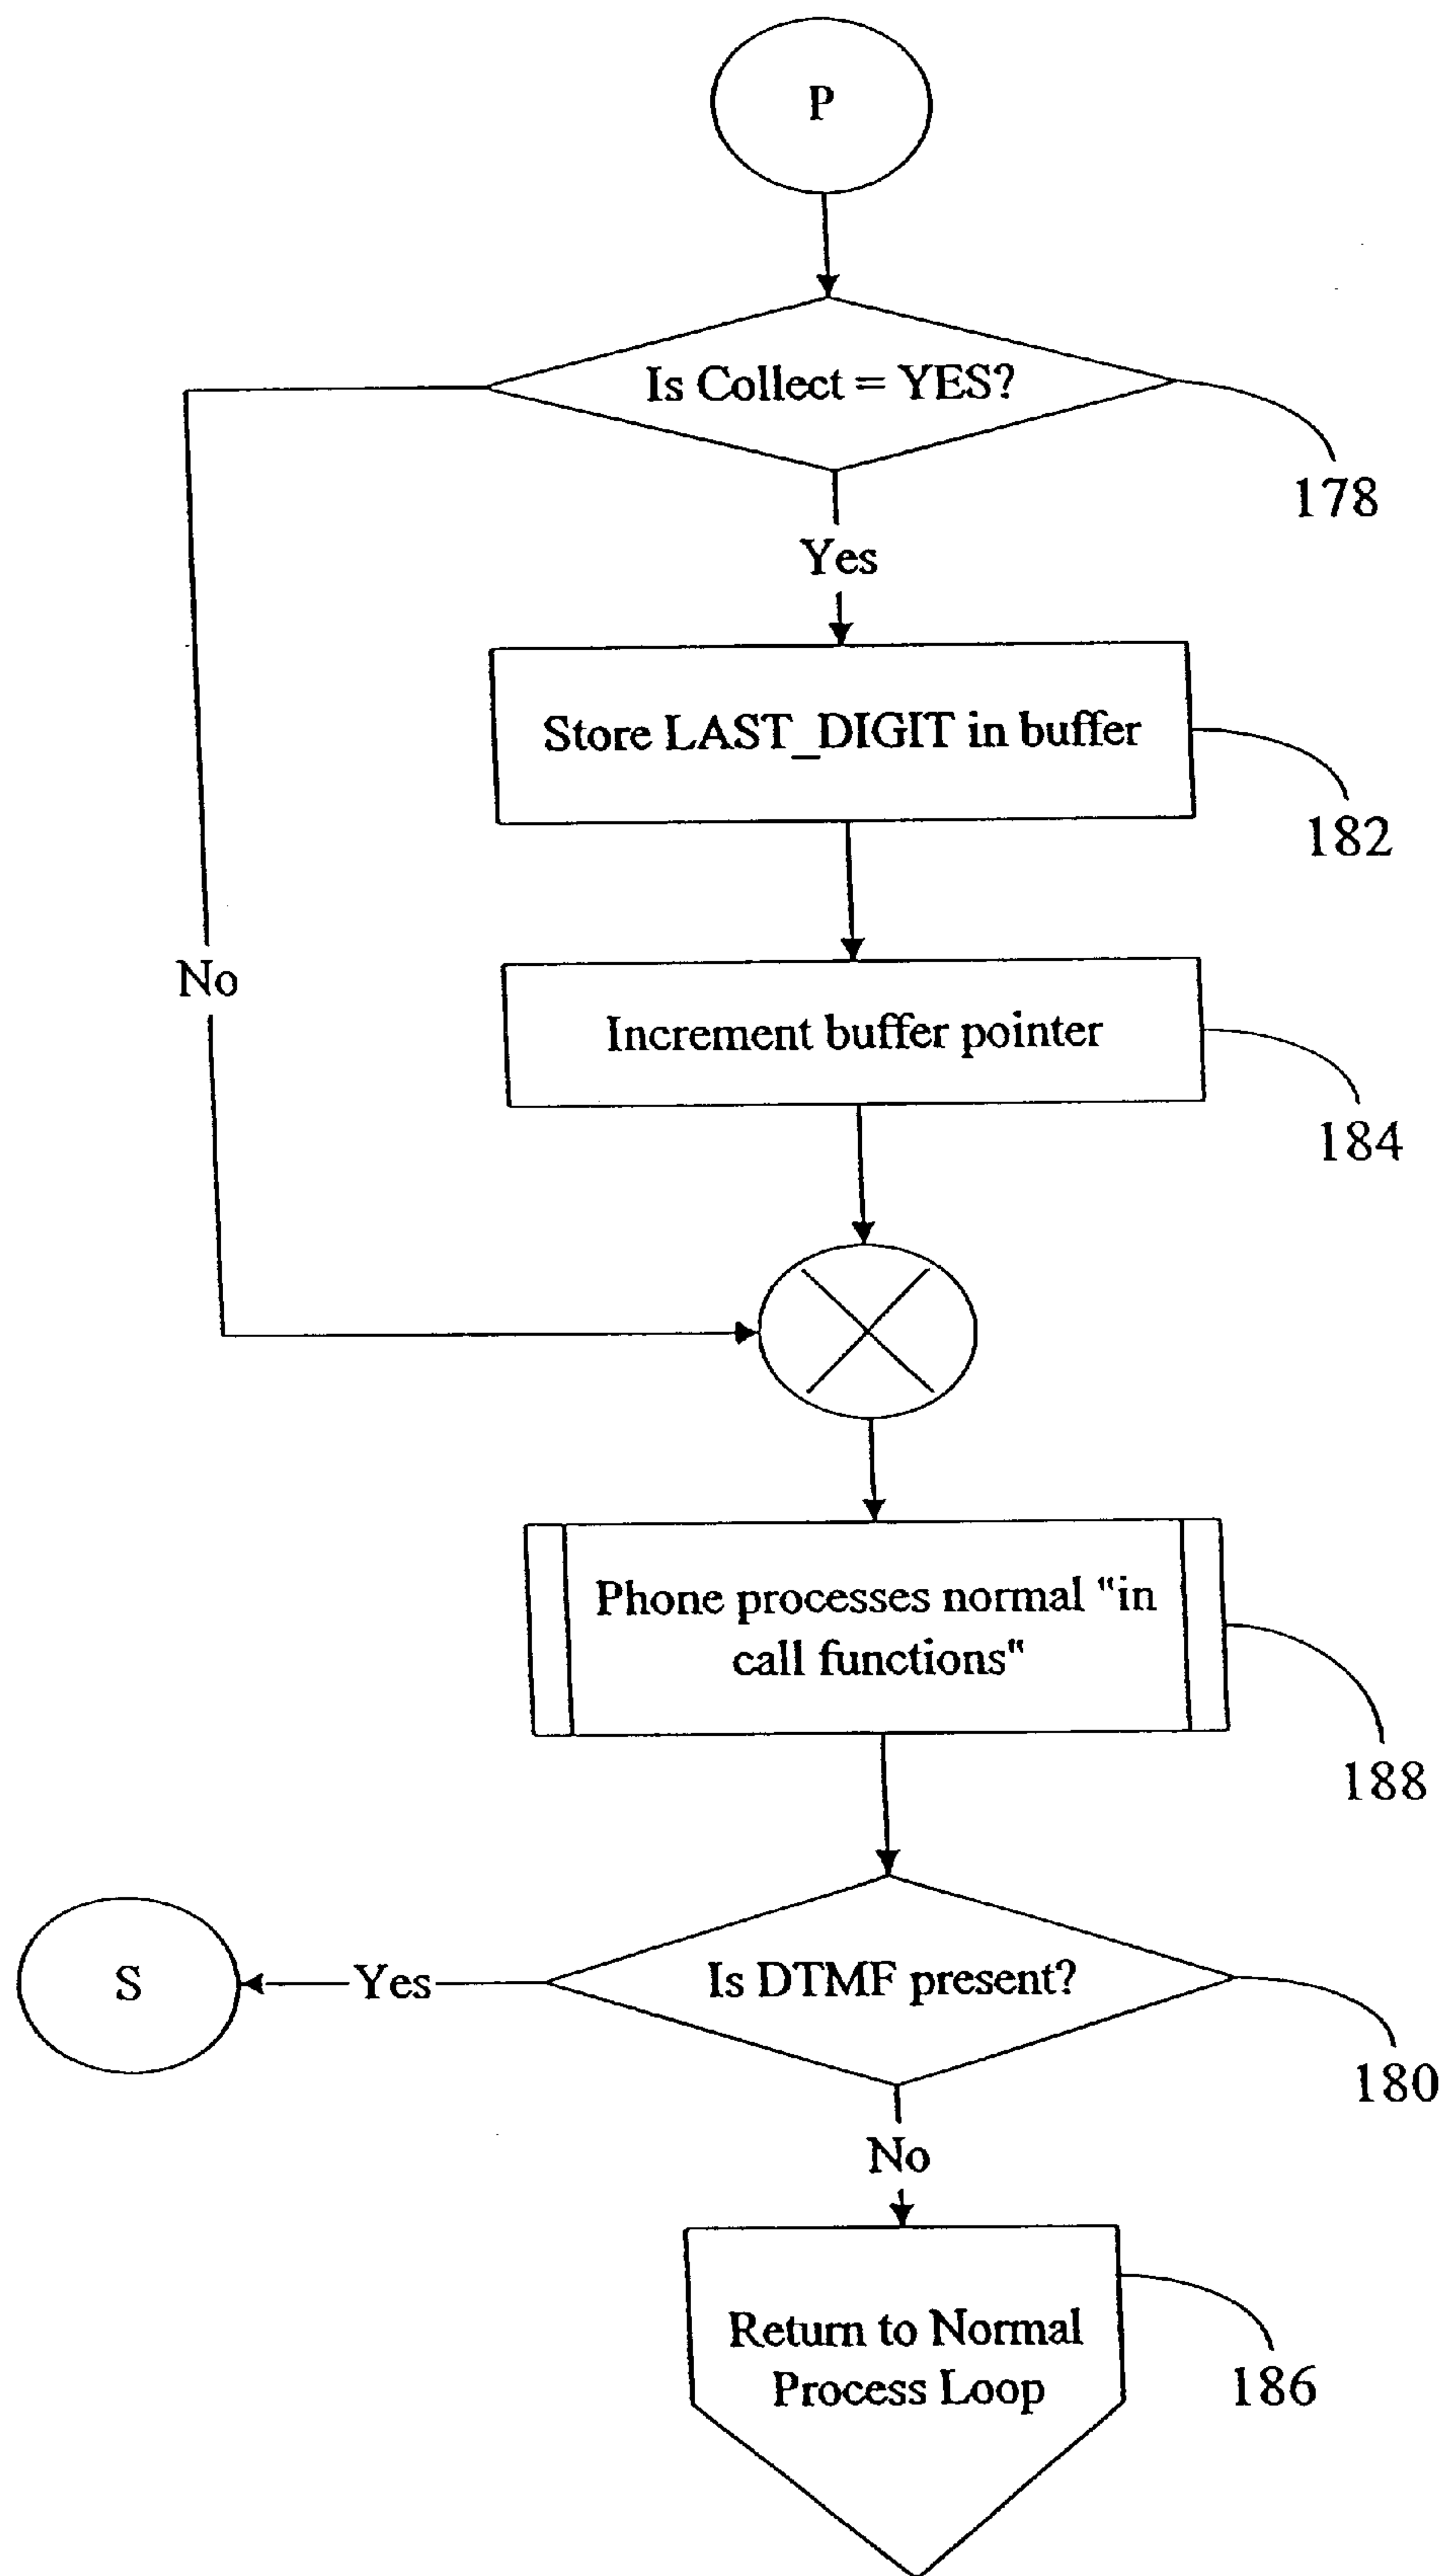 P
Is Collect = YES?
178
Yes
Store LAST_DIGIT in buffer
182
No
Increment buffer pointer
184
Phone processes normal "in
call functions"
188
S
Yes
Is DTMF present?
180
No
Return to Normal
Process Loop
186